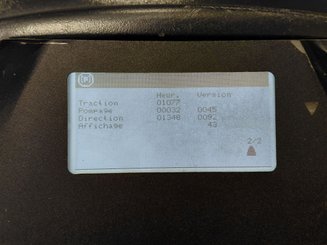 (P)
Heur. Version
Traction 01077
Pompage 00032 0045
Direction 01348 0092
Affichage 43
2/2